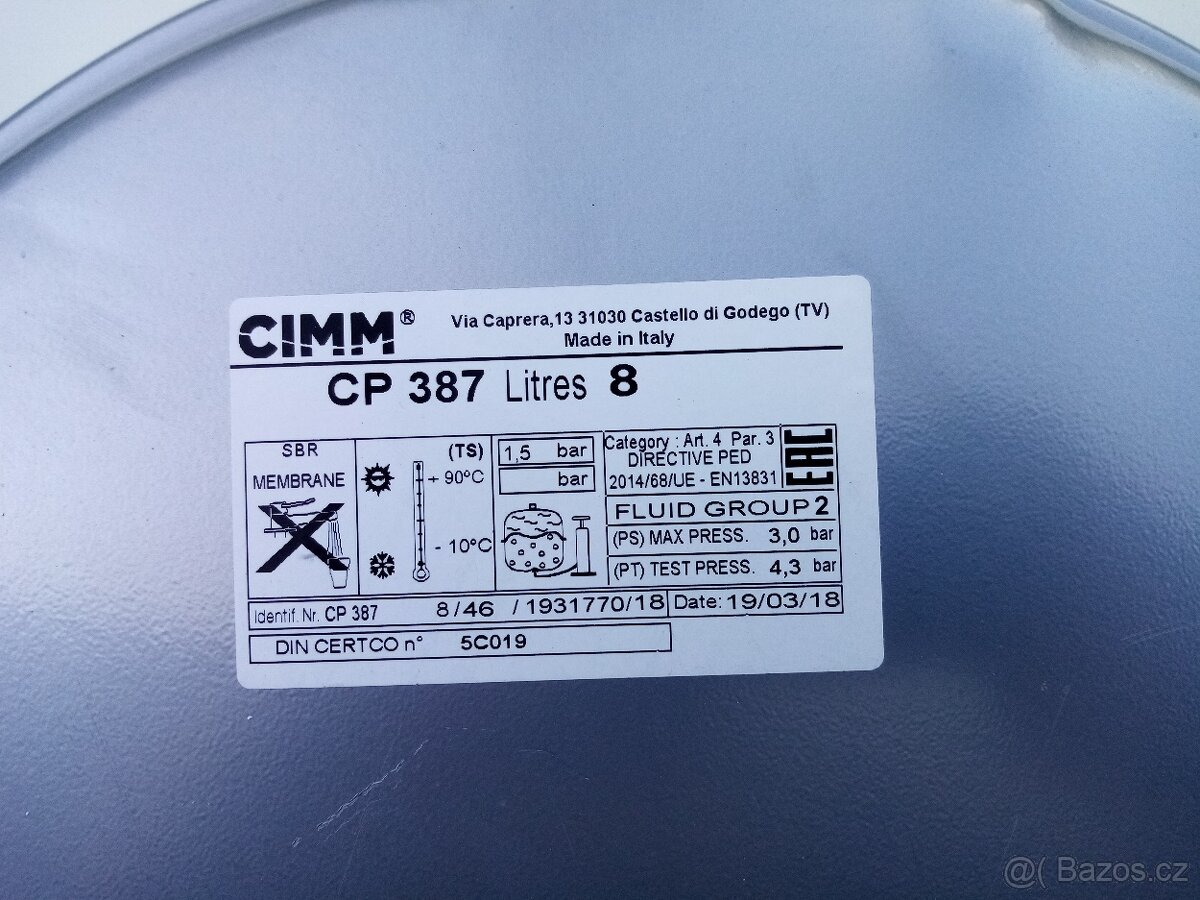 CIMM® Via Caprera,13 31030 Castello di Godego (TV)
Made in Italy
CP 387 Litres 8
SBR
MEMBRANE
(TS)
+ 90°C
- 10°C
1,5 bar
bar
Category : Art. 4 Par. 3
DIRECTIVE PED
2014/68/UE - EN13831
EAC
FLUID GROUP 2
(PS) MAX PRESS. 3,0 bar
(PT) TEST PRESS. 4,3 bar
Identif. Nr. CP 387 8/46 / 1931770/18 Date: 19/03/18
DIN CERTCO n° 5C019
@( Bazos.cz